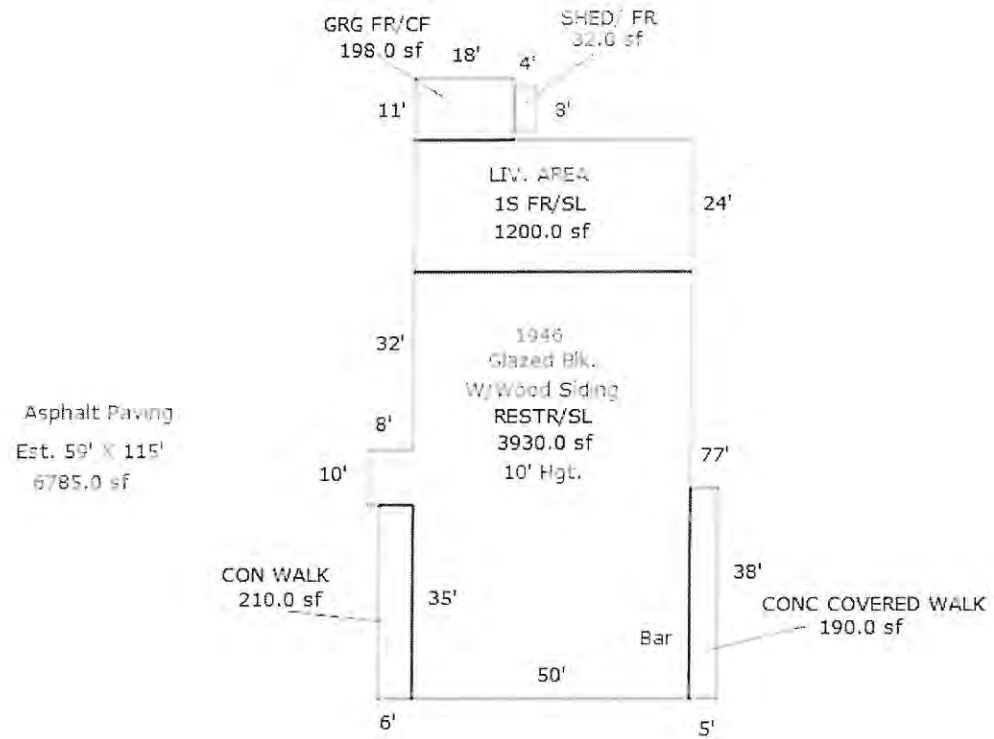 GRG FR/CF
198.0 sf
SHED/ FR
32.0 sf
18'
4'
11'
3'
LIV. AREA
1S FR/SL
1200.0 sf
24'
32'
1946
Glazed Blk.
W/Wood Siding
RESTR/SL
3930.0 sf
10' Hgt.
Asphalt Paving
Est. 59' X 115'
6785.0 sf
8'
10'
77'
CON WALK
210.0 sf
35'
38'
CONC COVERED WALK
190.0 sf
Bar
50'
6'
5'